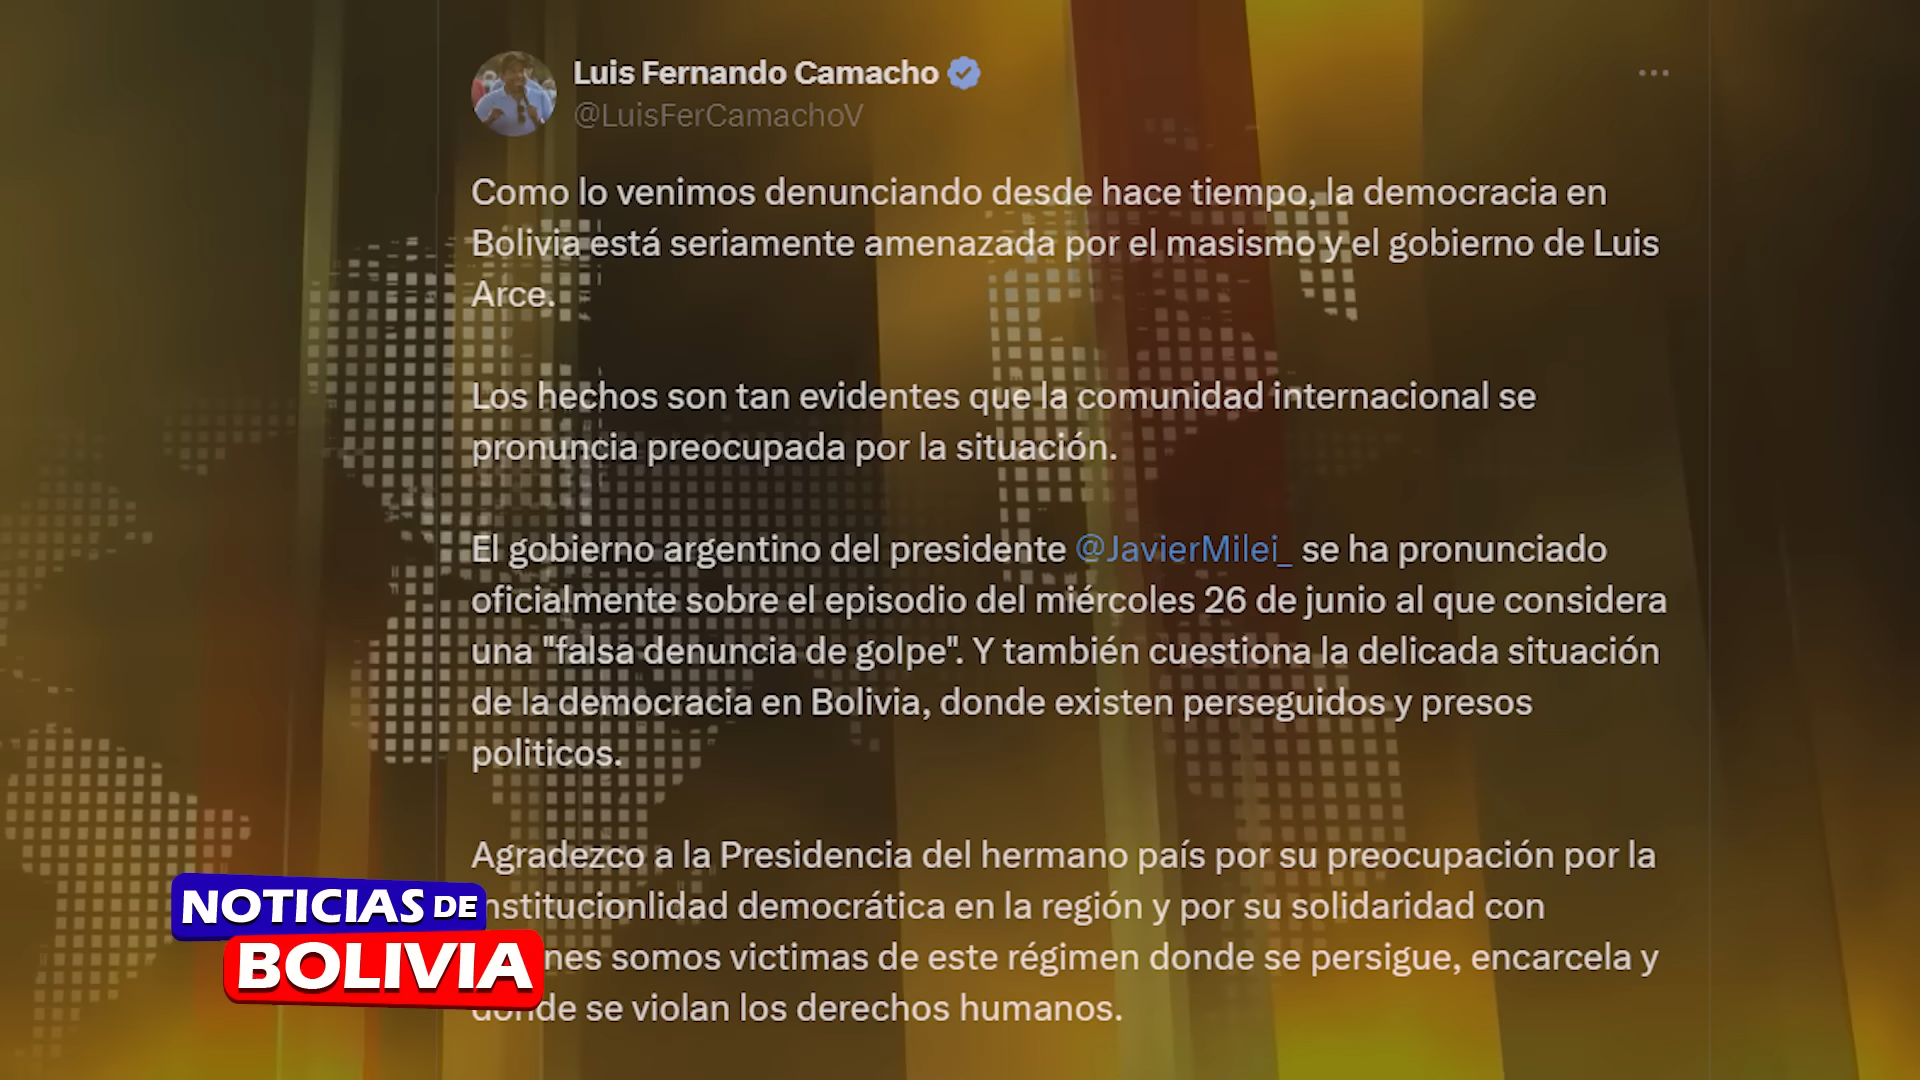 Luis Fernando Camacho
@LuisFerCamachoV
Como lo venimos denunciando desde hace tiempo, la democracia en
Bolivia está seriamente amenazada por el masismo y el gobierno de Luis
Arce.
Los hechos son tan evidentes que la comunidad internacional se
pronuncia preocupada por la situación.
El gobierno argentino del presidente @JavierMilei_ se ha pronunciado
oficialmente sobre el episodio del miércoles 26 de junio al que considera
una "falsa denuncia de golpe". Y también cuestiona la delicada situación
de la democracia en Bolivia, donde existen perseguidos y presos
politicos.
Agradezco a la Presidencia del hermano país por su preocupación por la
nstitucionlidad democrática en la región y por su solidaridad con
nes somos victimas de este régimen donde se persigue, encarcela y
donde se violan los derechos humanos.
NOTICIAS DE
BOLIVIA